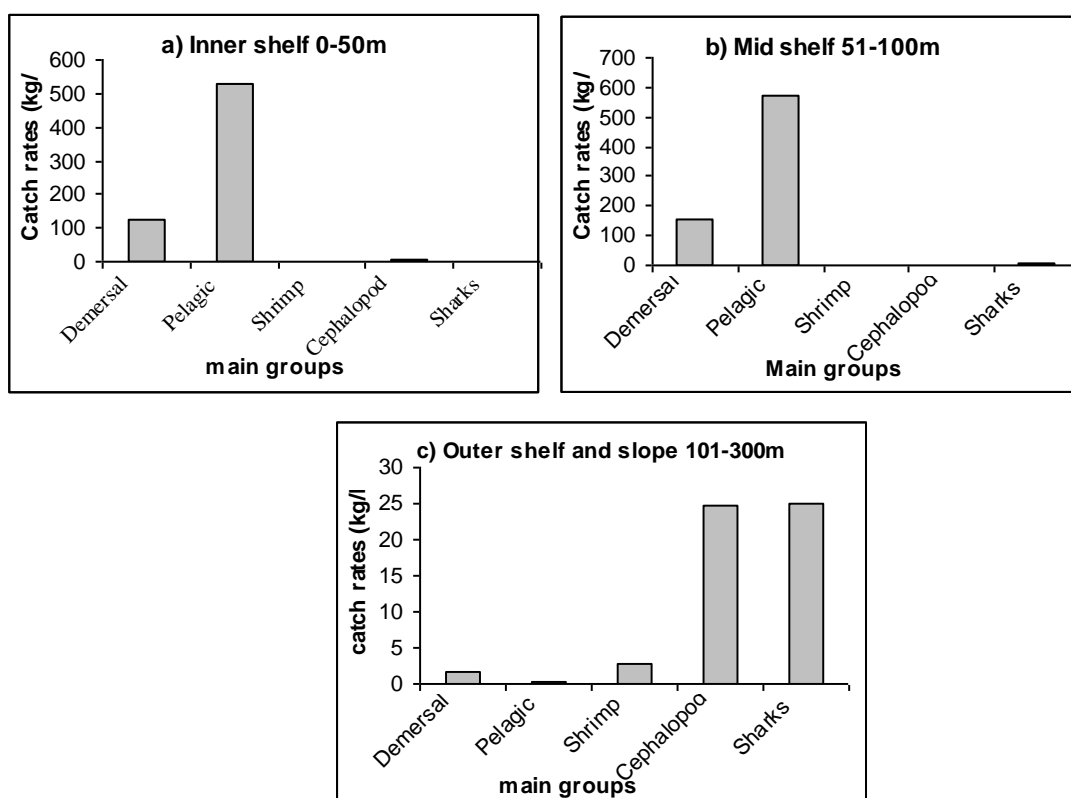 a) Inner shelf 0-50m
Catch rates (kg/
600
500
400
300
200
100
0
Demersal
Pelagic
Shrimp
Cephalopod
Sharks
main groups
b) Mid shelf 51-100m
Catch rates (kg/
700
600
500
400
300
200
100
0
Demersal
Pelagic
Shrimp
Cephalopod
Sharks
Main groups
c) Outer shelf and slope 101-300m
catch rates (kg/l
30
25
20
15
10
5
0
Demersal
Pelagic
Shrimp
Cephalopod
Sharks
main groups